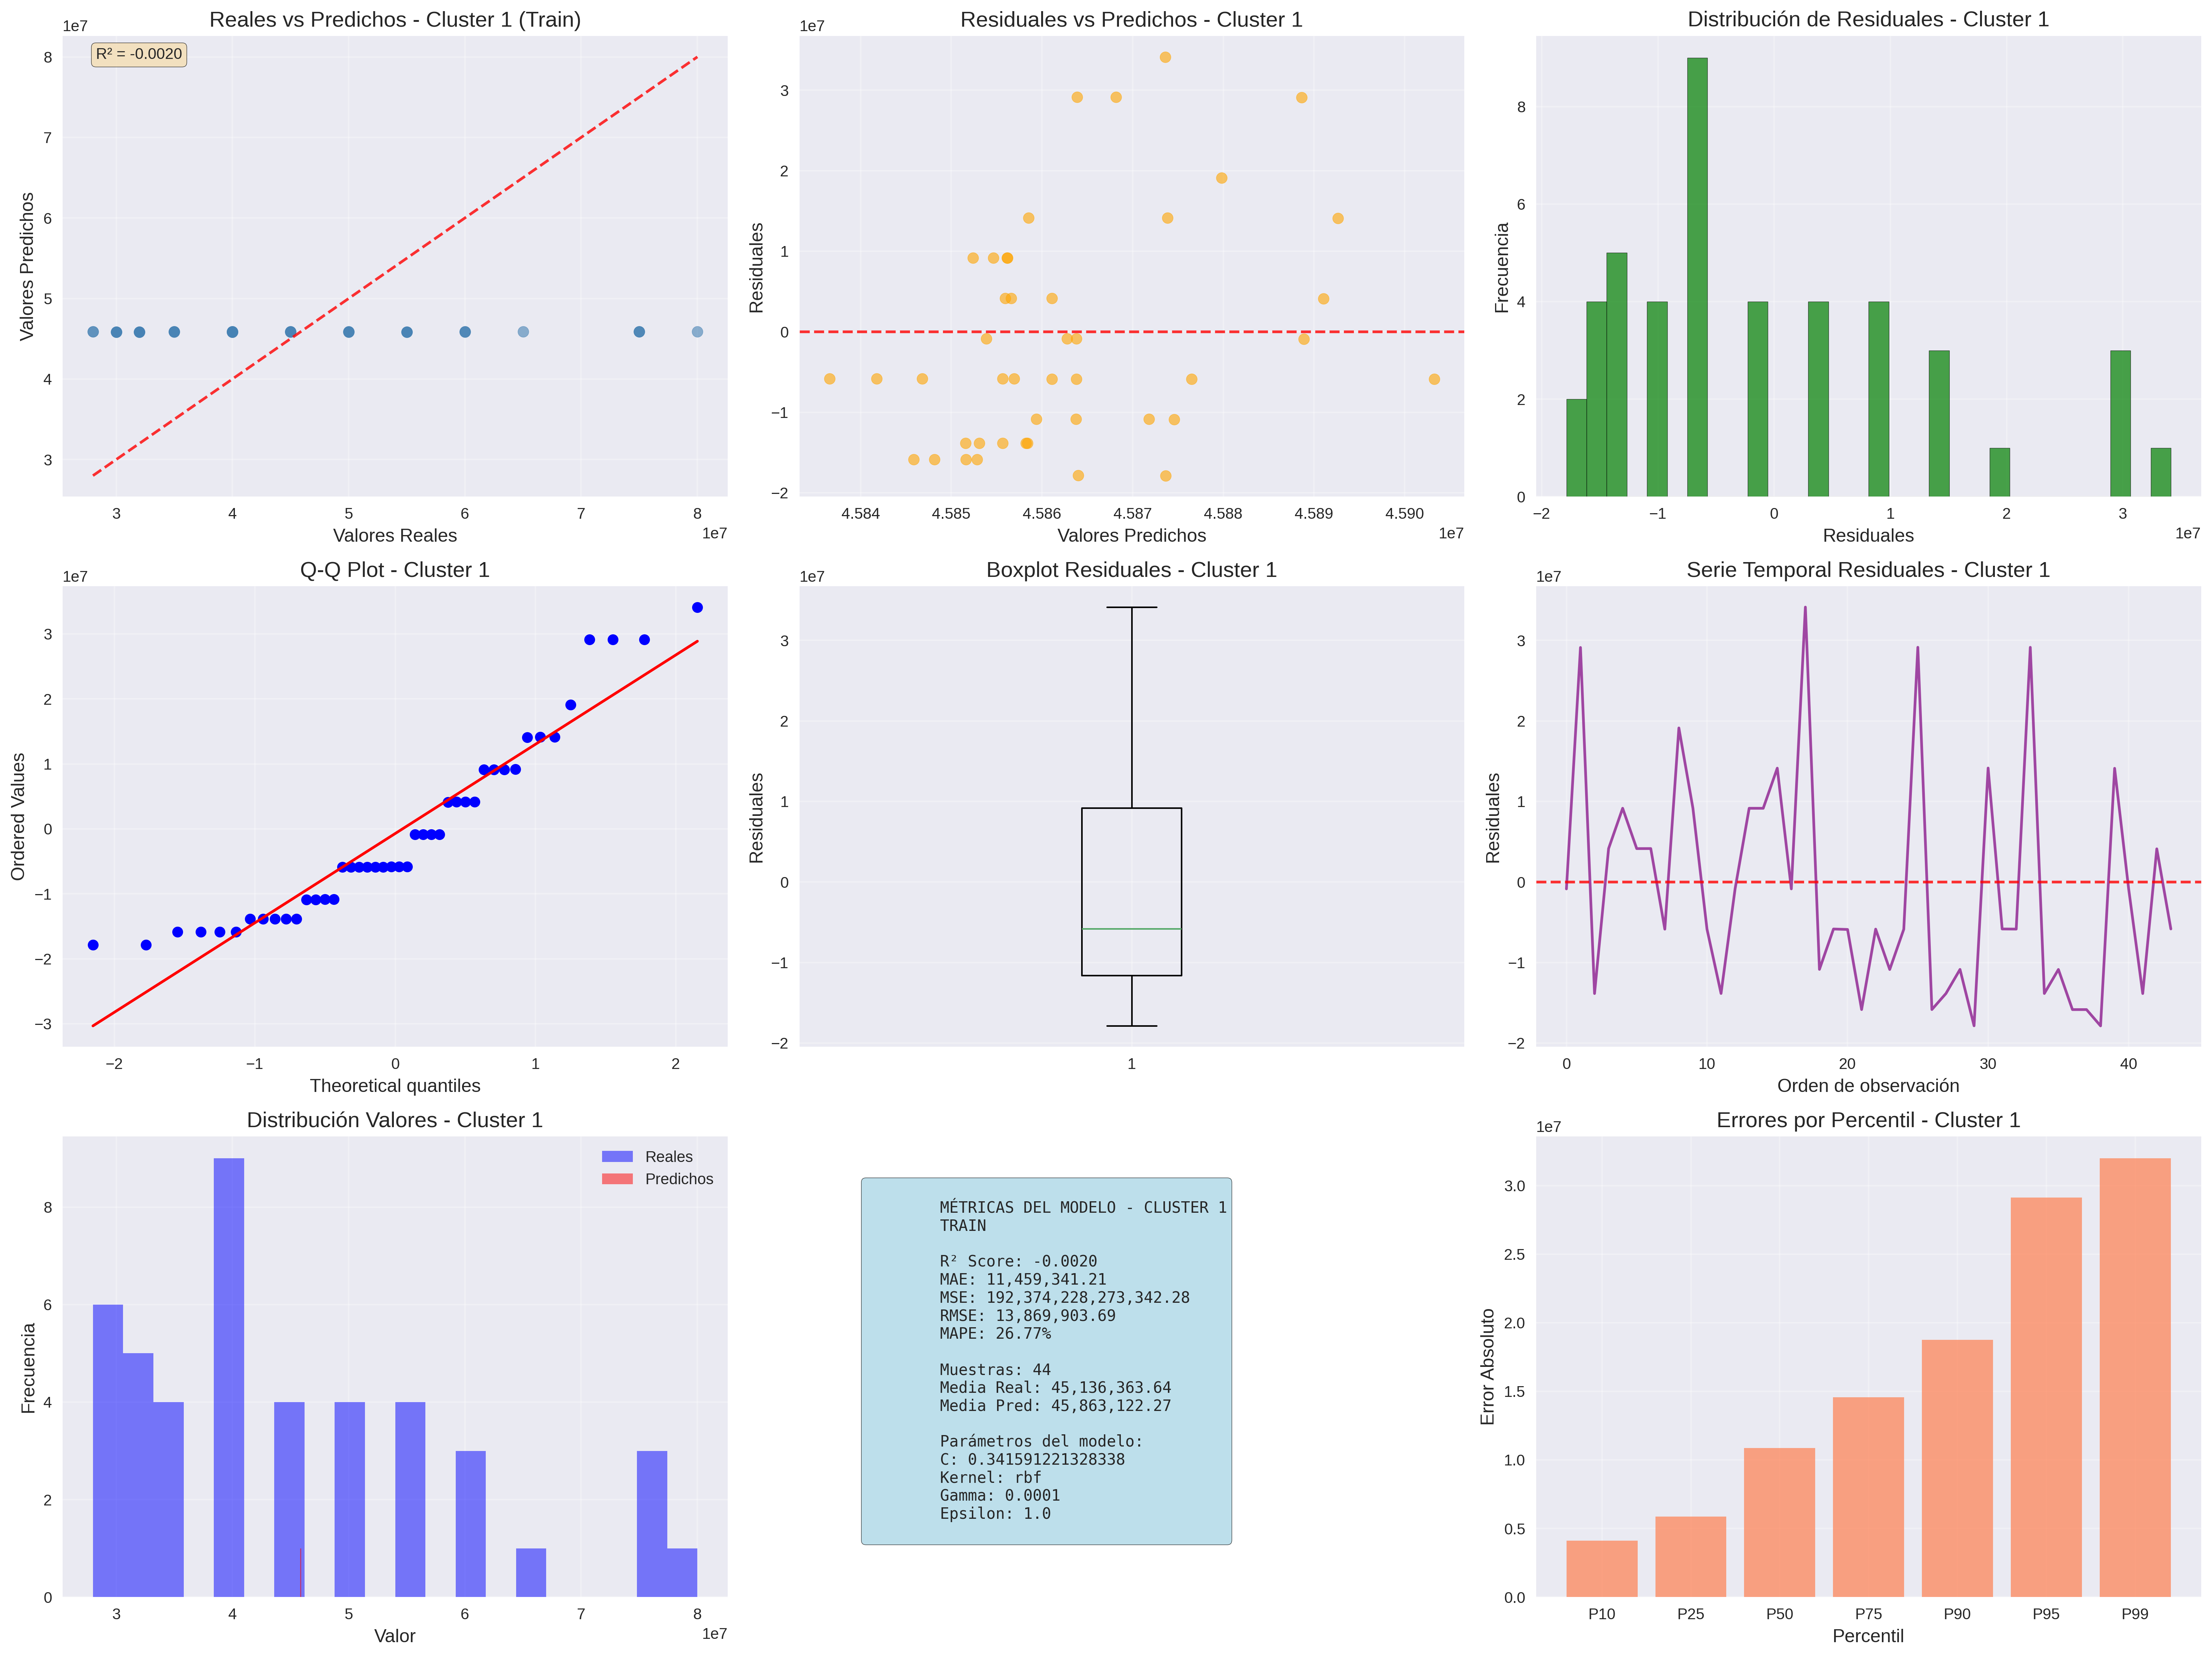 Reales vs Predichos - Cluster 1 (Train)
1e7
R² = -0.0020
8
7
6
5
4
3
Valores Predichos
3 4 5 6 7 8
1e7
Valores Reales
Residuales vs Predichos - Cluster 1
1e7
3
2
1
0
−1
−2
Residuales
4.584 4.585 4.586 4.587 4.588 4.589 4.590
1e7
Valores Predichos
Distribución de Residuales - Cluster 1
8
6
4
2
0
Frecuencia
−2 −1 0 1 2 3
1e7
Residuales
Q-Q Plot - Cluster 1
1e7
3
2
1
0
−1
−2
−3
Ordered Values
−2 −1 0 1 2
Theoretical quantiles
Boxplot Residuales - Cluster 1
1e7
3
2
1
0
−1
−2
Residuales
1
Serie Temporal Residuales - Cluster 1
1e7
3
2
1
0
−1
−2
Residuales
0 10 20 30 40
Orden de observación
Distribución Valores - Cluster 1
Reales
Predichos
8
6
4
2
0
Frecuencia
3 4 5 6 7 8
1e7
Valor
MÉTRICAS DEL MODELO - CLUSTER 1
TRAIN
R² Score: -0.0020
MAE: 11,459,341.21
MSE: 192,374,228,273,342.28
RMSE: 13,869,903.69
MAPE: 26.77%
Muestras: 44
Media Real: 45,136,363.64
Media Pred: 45,863,122.27
Parámetros del modelo:
C: 0.341591221328338
Kernel: rbf
Gamma: 0.0001
Epsilon: 1.0
Errores por Percentil - Cluster 1
1e7
3.0
2.5
2.0
1.5
1.0
0.5
0.0
Error Absoluto
P10 P25 P50 P75 P90 P95 P99
Percentil